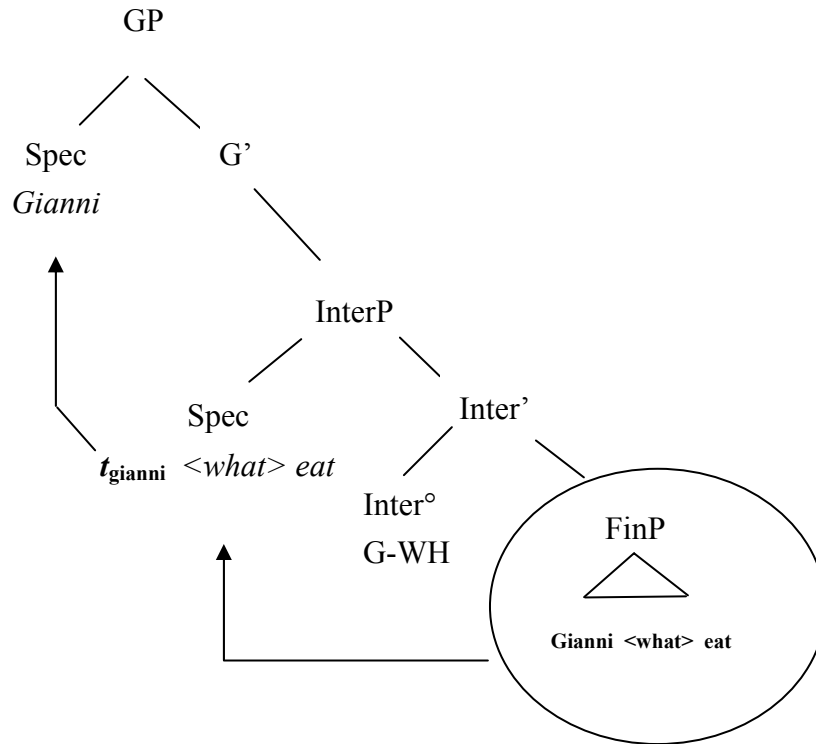 GP
Spec G’
Gianni
InterP
Spec Inter’
t gianni <what> eat
Inter°
G-WH
FinP
Gianni <what> eat